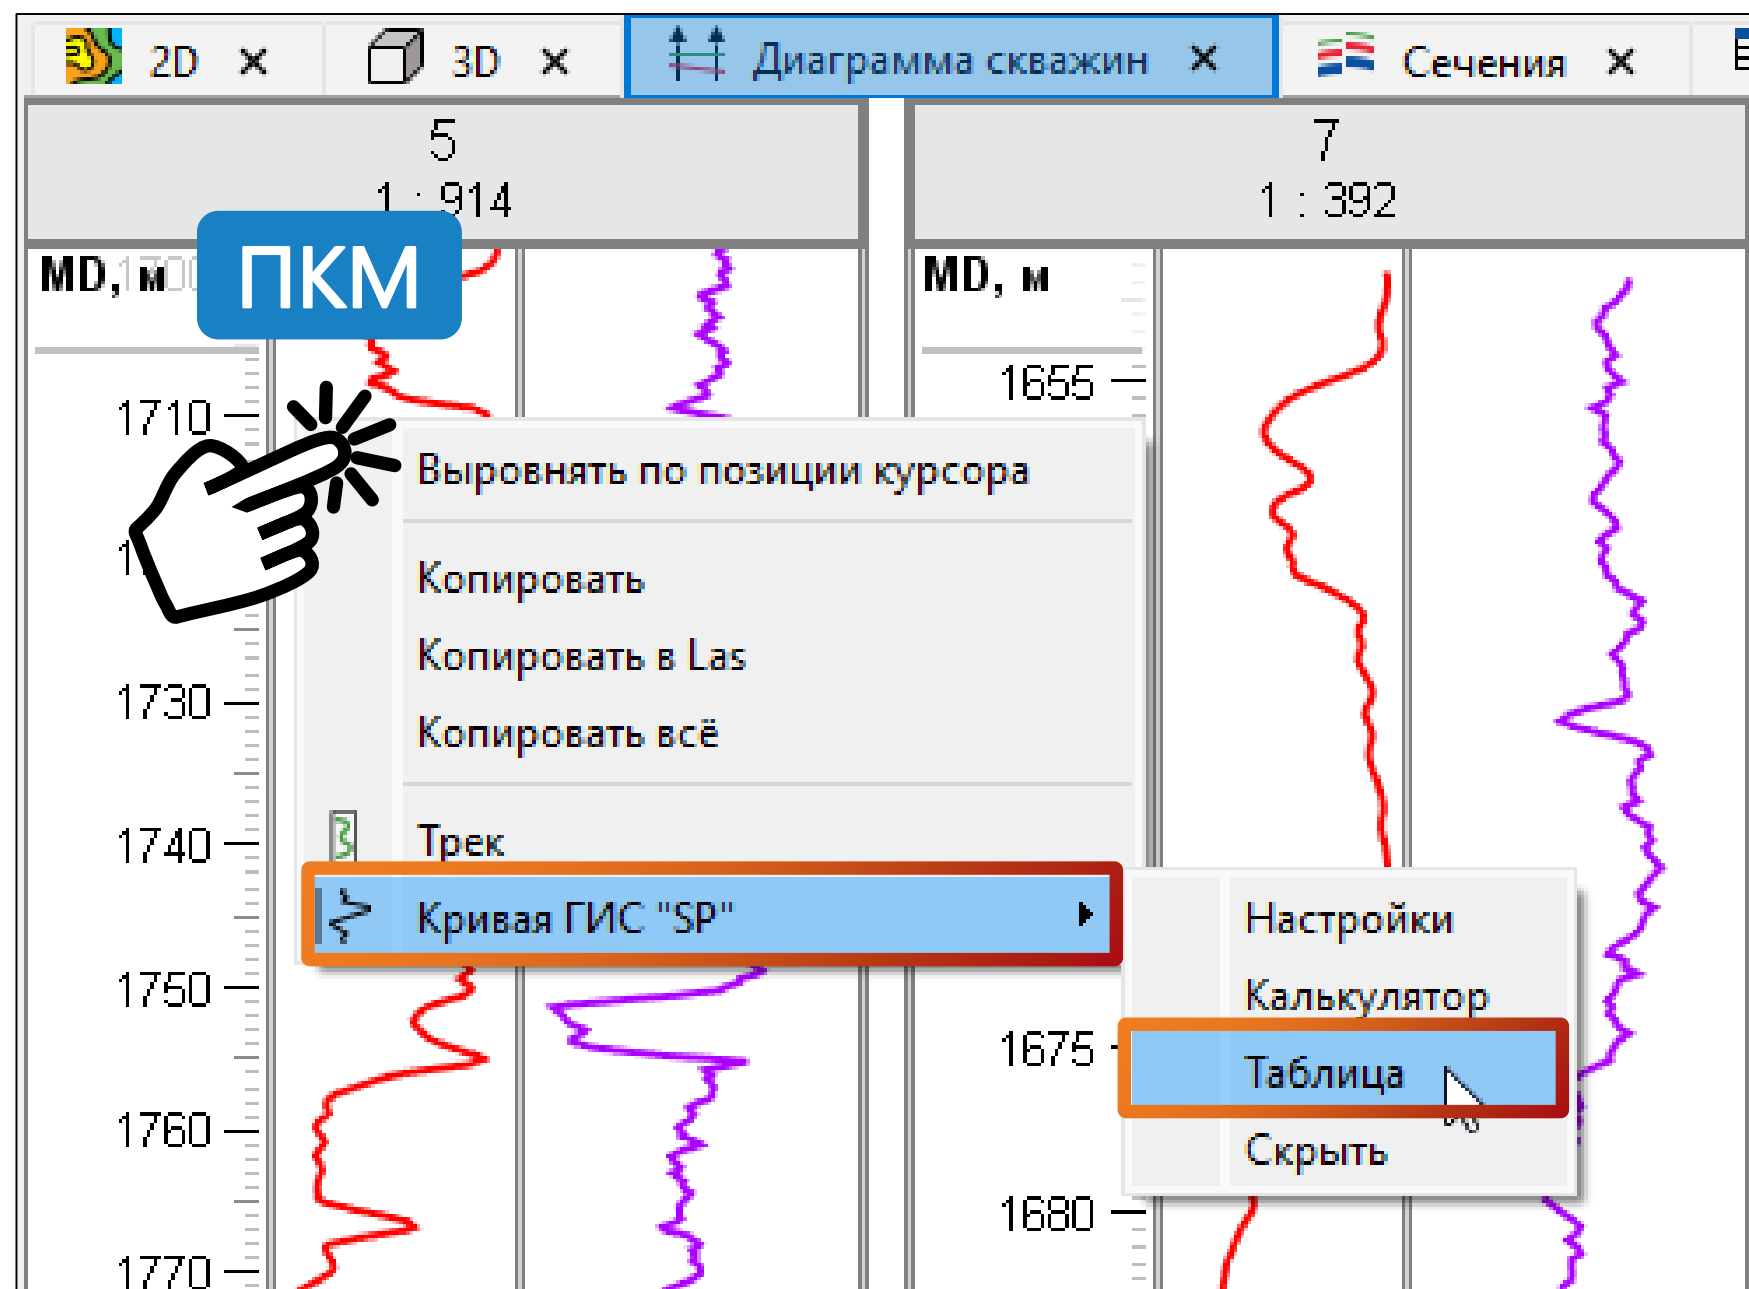 2D 3D Диаграмма скважин Сечения
5 7
1 : 914 1 : 392
MD, м ПКМ MD, м
1655
1710
Выровнять по позиции курсора
Копировать
Копировать в Las
1730
Копировать всё
1740
Трек
Кривая ГИС "SP"
Настройки
1750
Калькулятор
1675
Таблица
1760
Скрыть
1680
1770